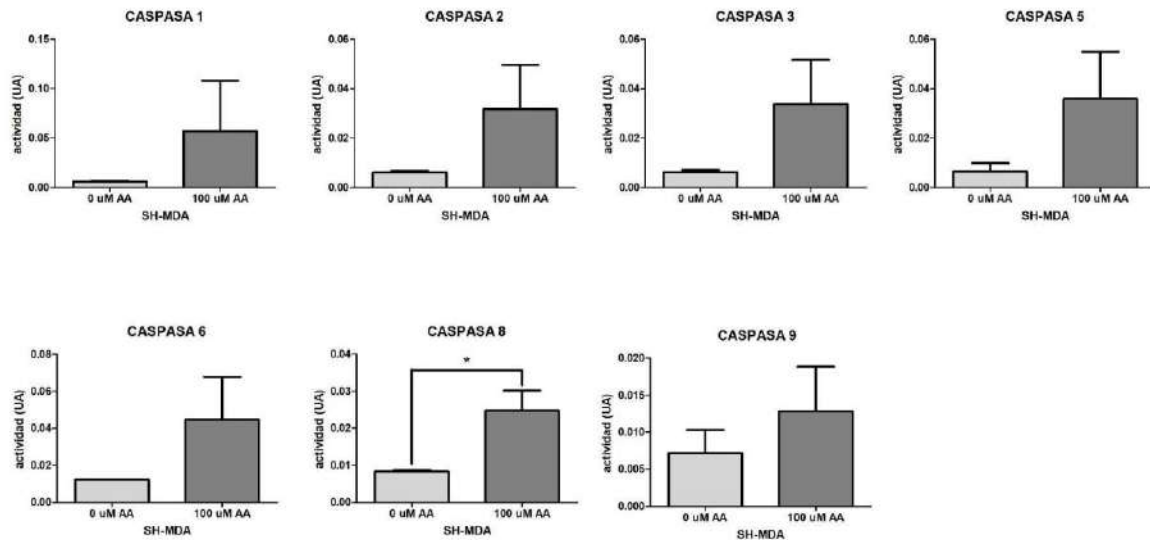 CASPASA 1
0.15
0.10
0.05
0.00
actividad (UA)
0 uM AA 100 uM AA
SH-MDA
CASPASA 2
0.06
0.04
0.02
0.00
actividad (UA)
0 uM AA 100 uM AA
SH-MDA
CASPASA 3
0.06
0.04
0.02
0.00
actividad (UA)
0 uM AA 100 uM AA
SH-MDA
CASPASA 5
0.06
0.04
0.02
0.00
actividad (UA)
0 uM AA 100 uM AA
SH-MDA
CASPASA 6
0.08
0.06
0.04
0.02
0.00
actividad (UA)
0 uM AA 100 uM AA
SH-MDA
CASPASA 8
0.04
0.03
0.02
0.01
0.00
actividad (UA)
*
0 uM AA 100 uM AA
SH-MDA
CASPASA 9
0.020
0.015
0.010
0.005
0.000
actividad (UA)
0 uM AA 100 uM AA
SH-MDA